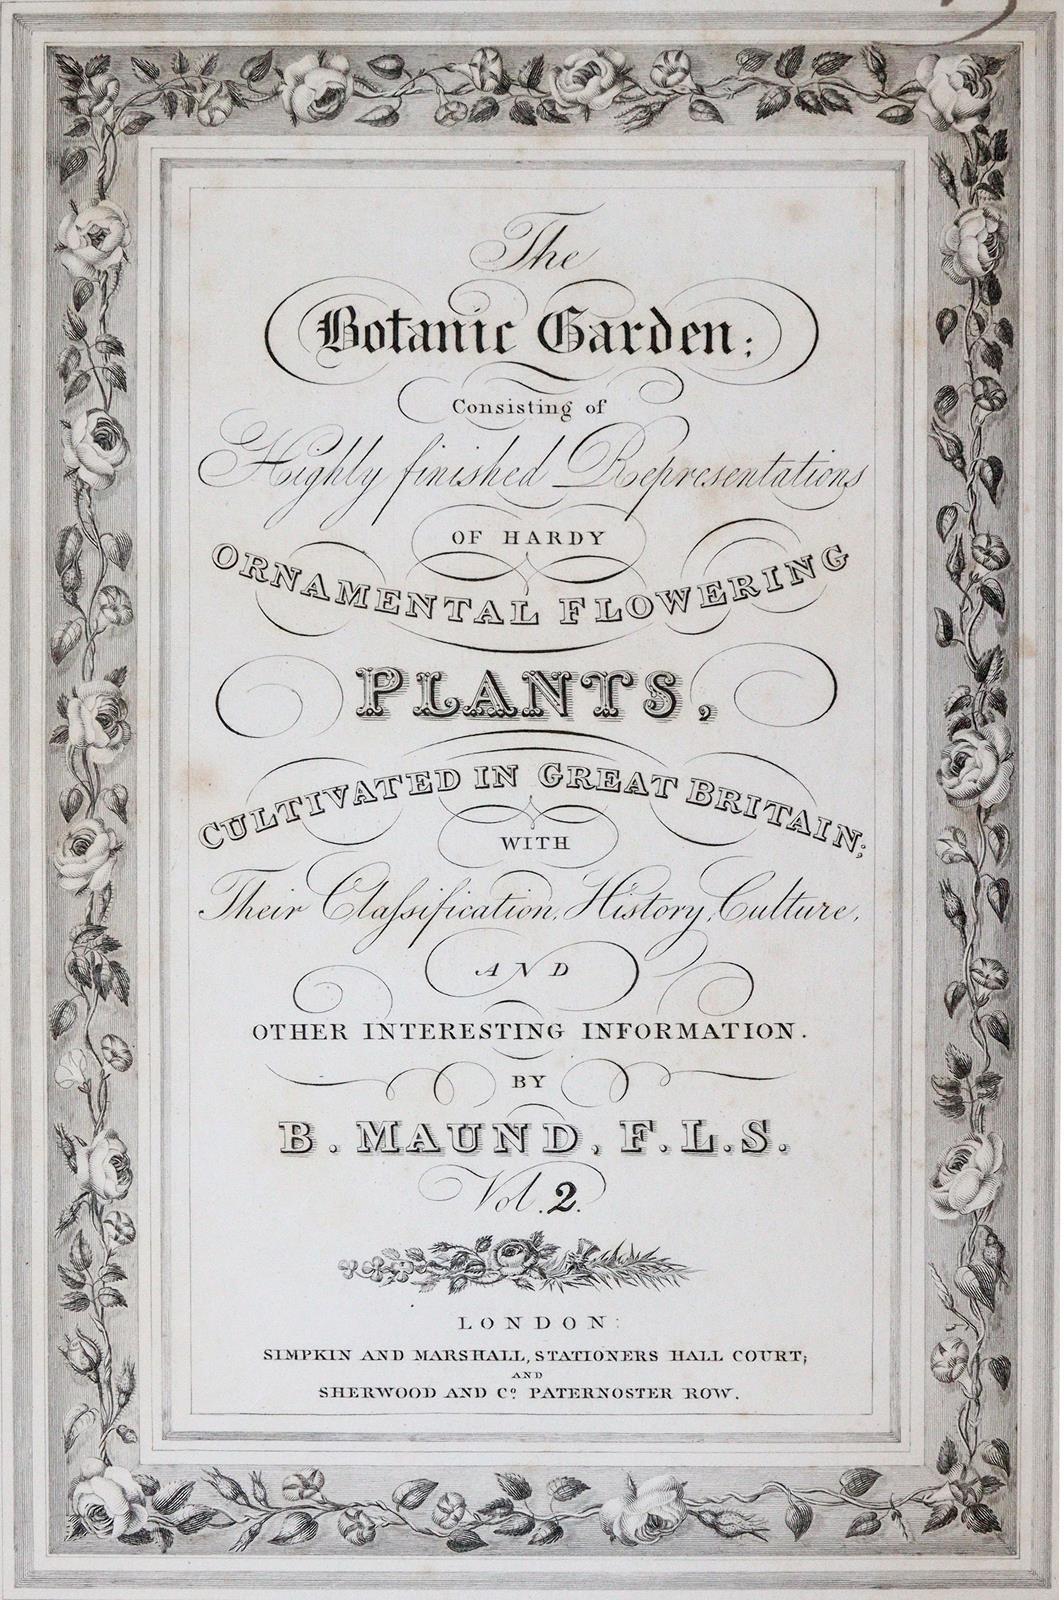 The
Botanic Garden;
Consisting of
Highly finished Representations
OF HARDY
ORNAMENTAL FLOWERING
PLANTS,
CULTIVATED IN GREAT BRITAIN;
WITH
Their Claſsification, History, Culture,
AND
OTHER INTERESTING INFORMATION.
BY
B. MAUND, F.L.S.
Vol. 2.
LONDON:
SIMPKIN AND MARSHALL, STATIONERS HALL COURT;
AND
SHERWOOD AND Co. PATERNOSTER ROW.